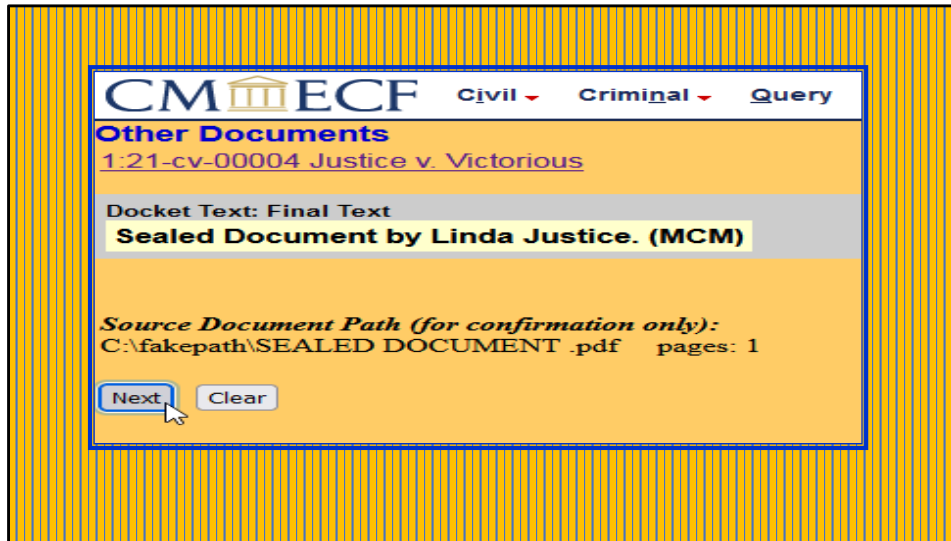 CM ECF Civil Criminal Query
Other Documents
1:21-cv-00004 Justice v. Victorious
Docket Text: Final Text
Sealed Document by Linda Justice. (MCM)
Source Document Path (for confirmation only):
C:\fakepath\SEALED DOCUMENT .pdf pages: 1
Next Clear